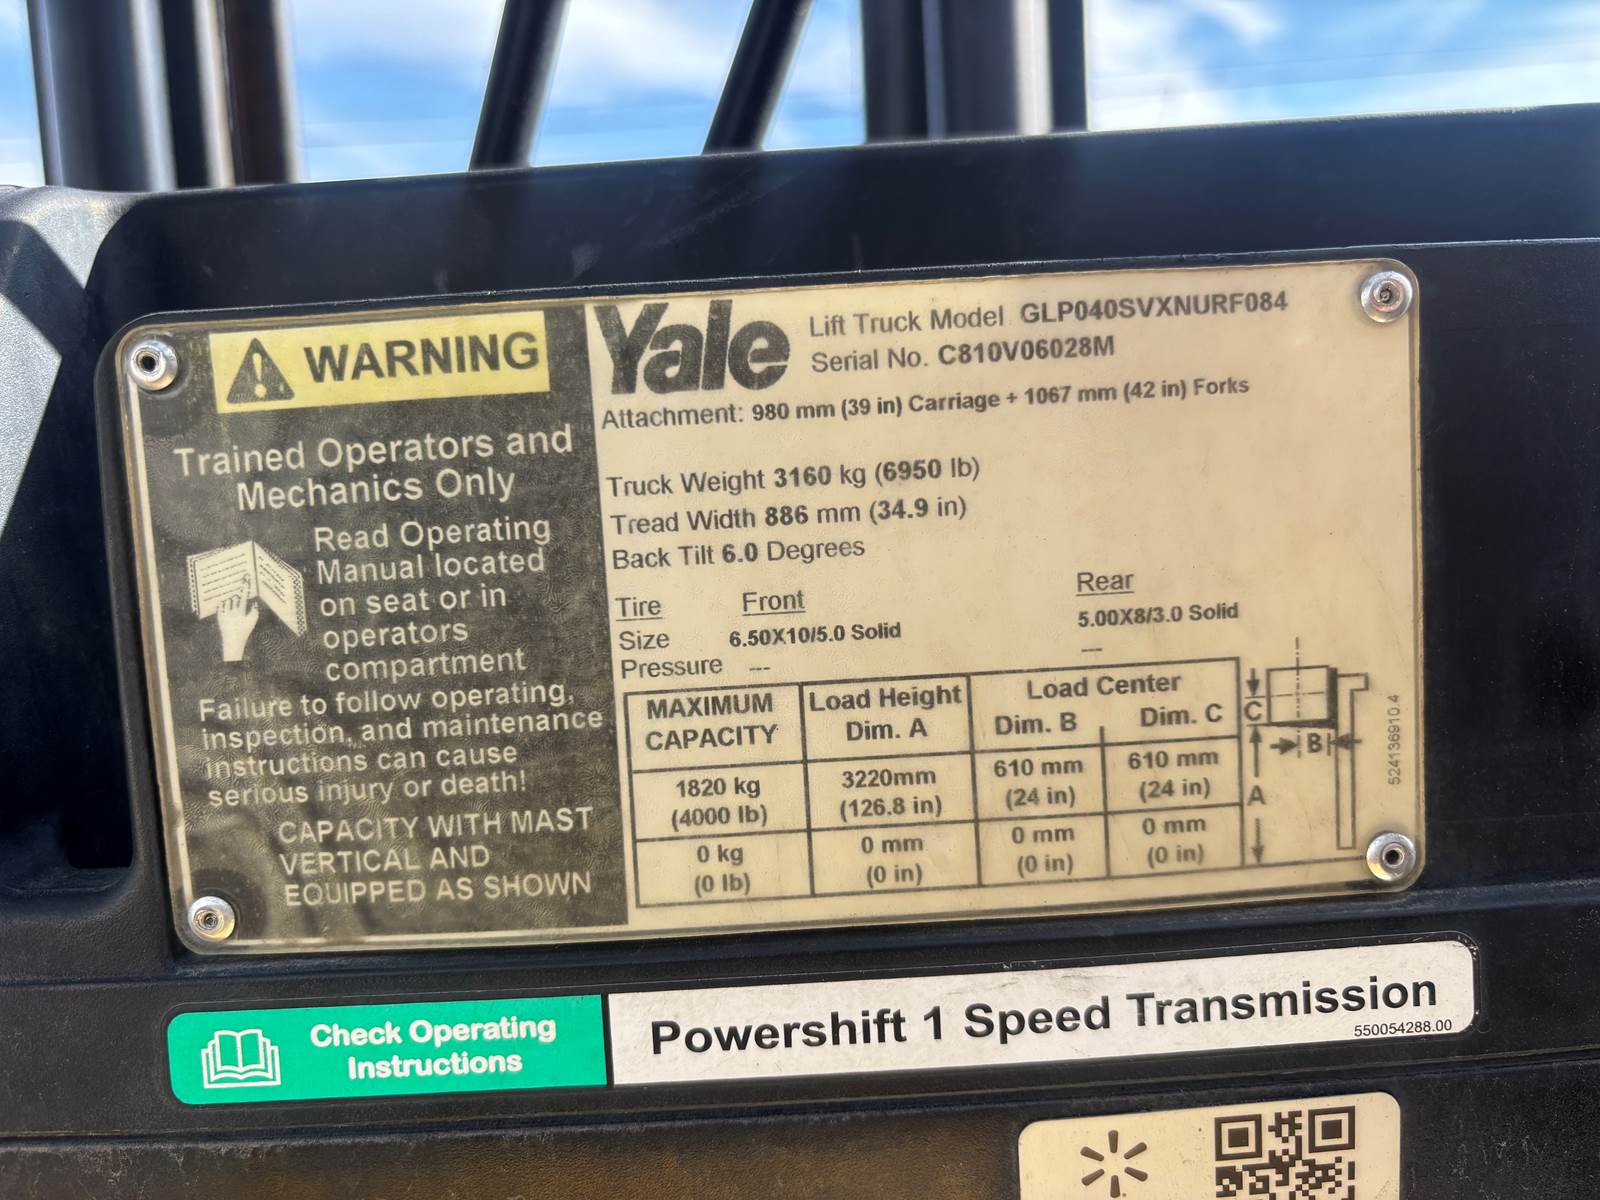 WARNING
Trained Operators and
Mechanics Only
Read Operating
Manual located
on seat or in
operators
compartment
Failure to follow operating,
inspection, and maintenance
instructions can cause
serious injury or death!
CAPACITY WITH MAST
VERTICAL AND
EQUIPPED AS SHOWN
Yale
Lift Truck Model GLP040SVXNURF084
Serial No. C810V06028M
Attachment: 980 mm (39 in) Carriage + 1067 mm (42 in) Forks
Truck Weight 3160 kg (6950 lb)
Tread Width 886 mm (34.9 in)
Back Tilt 6.0 Degrees
Tire Front Rear
Size 6.50X10/5.0 Solid 5.00X8/3.0 Solid
Pressure --- ---
MAXIMUM CAPACITY Load Height Dim. A Load Center Dim. B Dim. C
1820 kg (4000 lb) 3220mm (126.8 in) 610 mm (24 in) 610 mm (24 in)
0 kg (0 lb) 0 mm (0 in) 0 mm (0 in) 0 mm (0 in)
C
B
A
524136910.4
Check Operating
Instructions
Powershift 1 Speed Transmission
550054288.00